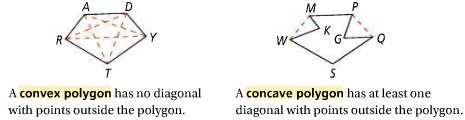 A D
R Y
T
A convex polygon has no diagonal
with points outside the polygon.
M P
K
W G Q
S
A concave polygon has at least one
diagonal with points outside the polygon.